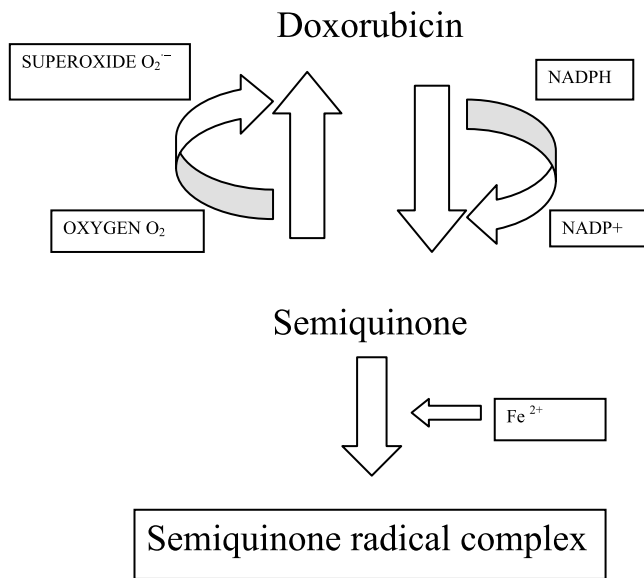 Doxorubicin
SUPEROXIDE O₂·⁻
NADPH
OXYGEN O₂
NADP+
Semiquinone
Fe ²⁺
Semiquinone radical complex